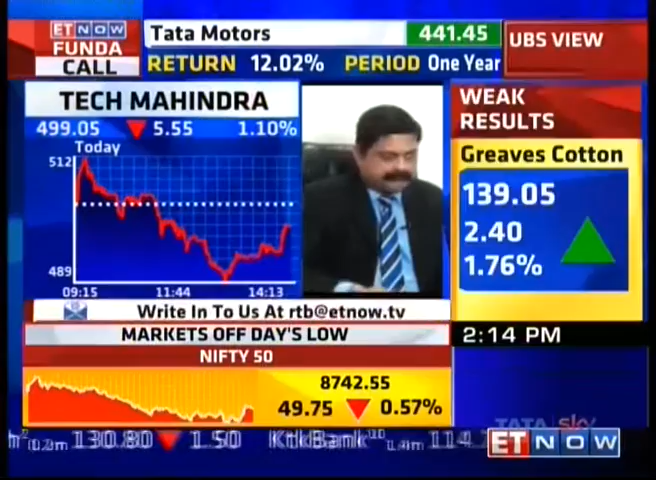 ET NOW
FUNDA
CALL
Tata Motors 441.45
RETURN 12.02% PERIOD One Year
UBS VIEW
TECH MAHINDRA
499.05 5.55 1.10%
Today
512
489
09:15 11:44 14:13
WEAK
RESULTS
Greaves Cotton
139.05
2.40
1.76%
Write In To Us At rtb@etnow.tv
MARKETS OFF DAY'S LOW
NIFTY 50
8742.55
49.75 0.57%
2:14 PM
TATA sky
130.80 1.50 KtkBank 114.
ET NOW